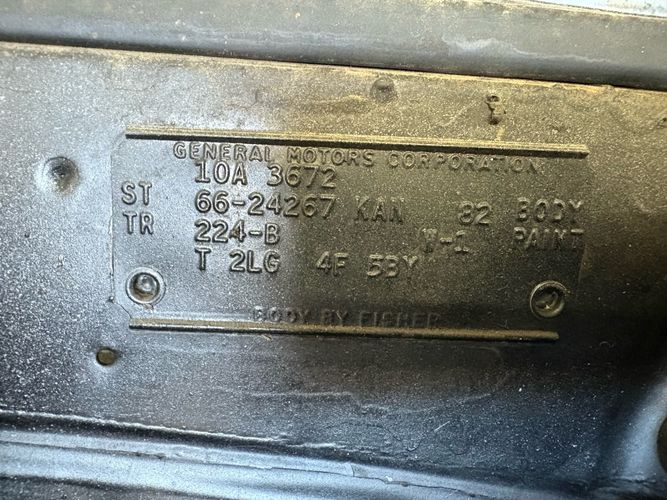 GENERAL MOTORS CORPORATION
10A 3672
ST 66-24267 KAN 82 BODY
TR 224-B W-1 PAINT
T 2LG 4F 5BY
BODY BY FISHER